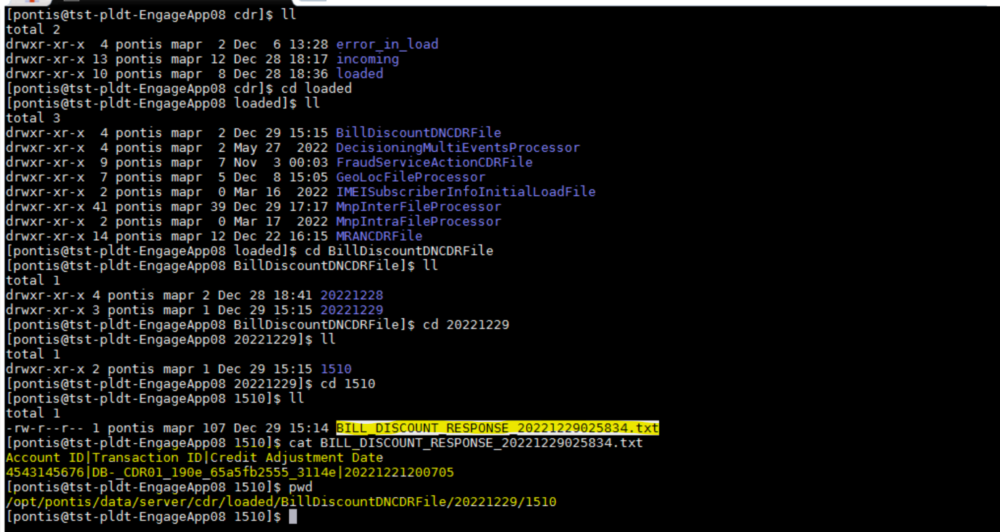 [pontis@tst-pldt-EngageApp08 cdr]$ ll
total 2
drwxr-xr-x  4 pontis mapr  2 Dec  6 13:28 error_in_load
drwxr-xr-x 13 pontis mapr 12 Dec 28 18:17 incoming
drwxr-xr-x 10 pontis mapr  8 Dec 28 18:36 loaded
[pontis@tst-pldt-EngageApp08 cdr]$ cd loaded
[pontis@tst-pldt-EngageApp08 loaded]$ ll
total 3
drwxr-xr-x  4 pontis mapr  2 Dec 29 15:15 BillDiscountDNCDRFile
drwxr-xr-x  4 pontis mapr  2 May 27  2022 DecisioningMultiEventsProcessor
drwxr-xr-x  9 pontis mapr  7 Nov  3 00:03 FraudServiceActionCDRFile
drwxr-xr-x  7 pontis mapr  5 Dec  8 15:05 GeoLocFileProcessor
drwxr-xr-x  2 pontis mapr  0 Mar 16  2022 IMEISubscriberInfoInitialLoadFile
drwxr-xr-x 41 pontis mapr 39 Dec 29 17:17 MnpInterFileProcessor
drwxr-xr-x  2 pontis mapr  0 Mar 17  2022 MnpIntraFileProcessor
drwxr-xr-x 14 pontis mapr 12 Dec 22 16:15 MRANCDRFile
[pontis@tst-pldt-EngageApp08 loaded]$ cd BillDiscountDNCDRFile
[pontis@tst-pldt-EngageApp08 BillDiscountDNCDRFile]$ ll
total 1
drwxr-xr-x 4 pontis mapr 2 Dec 28 18:41 20221228
drwxr-xr-x 3 pontis mapr 1 Dec 29 15:15 20221229
[pontis@tst-pldt-EngageApp08 BillDiscountDNCDRFile]$ cd 20221229
[pontis@tst-pldt-EngageApp08 20221229]$ ll
total 1
drwxr-xr-x 2 pontis mapr 1 Dec 29 15:15 1510
[pontis@tst-pldt-EngageApp08 20221229]$ cd 1510
[pontis@tst-pldt-EngageApp08 1510]$ ll
total 1
-rw-r--r-- 1 pontis mapr 107 Dec 29 15:14 BILL_DISCOUNT_RESPONSE_20221229025834.txt
[pontis@tst-pldt-EngageApp08 1510]$ cat BILL_DISCOUNT_RESPONSE_20221229025834.txt
Account ID|Transaction ID|Credit Adjustment Date
4543145676|DB-_CDR01_190e_65a5fb2555_3114e|20221221200705
[pontis@tst-pldt-EngageApp08 1510]$ pwd
/opt/pontis/data/server/cdr/loaded/BillDiscountDNCDRFile/20221229/1510
[pontis@tst-pldt-EngageApp08 1510]$